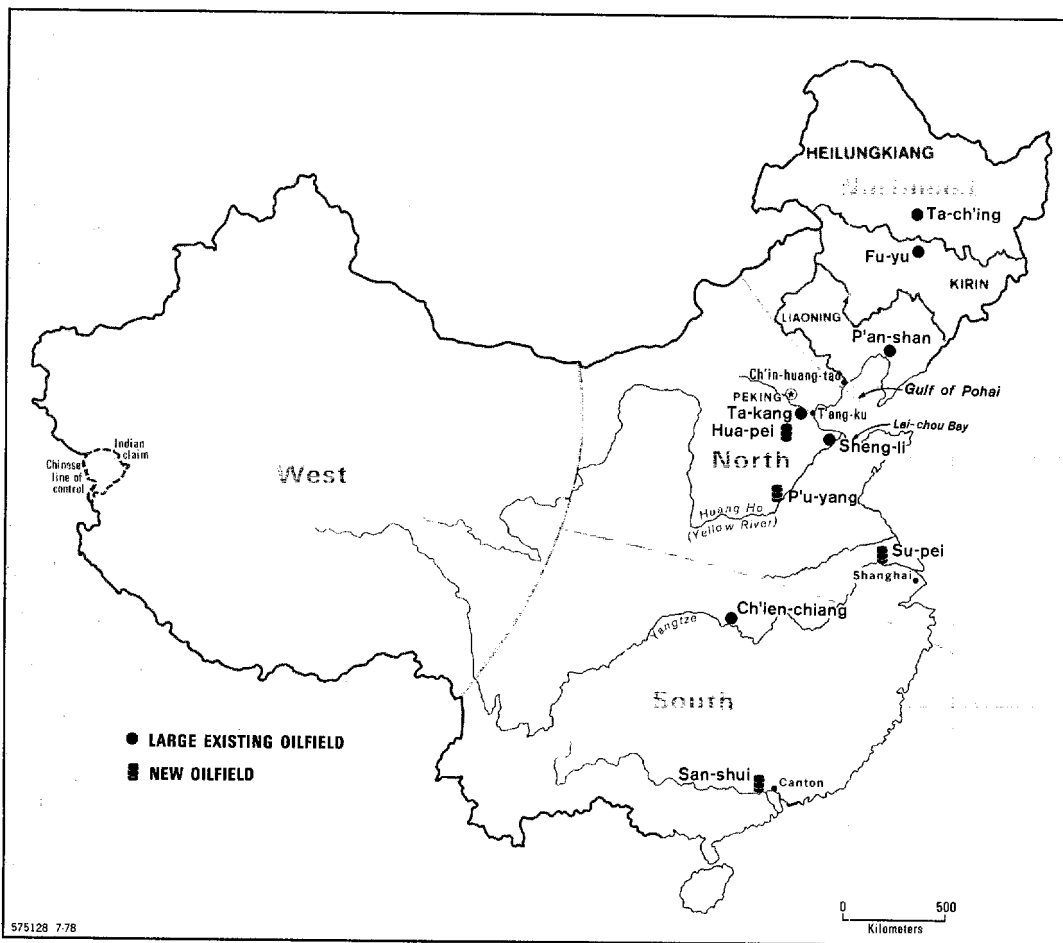 HEILUNGKIANG
Northeast
Ta-ch'ing
Fu-yu
KIRIN
LIAONING
P'an-shan
Ch'in-huang-tao
Gulf of Pohai
PEKING
Ta-kang
T'ang-ku
Lai-chou Bay
Hua-pei
Sheng-li
Indian
claim
Chinese
line of
control
West
North
P'u-yang
Huang Ho
(Yellow River)
Su-pei
Shanghai
Ch'ien-chiang
Yangtze
South
LARGE EXISTING OILFIELD
NEW OILFIELD
San-shui
Canton
0 500
Kilometers
575128 7-78